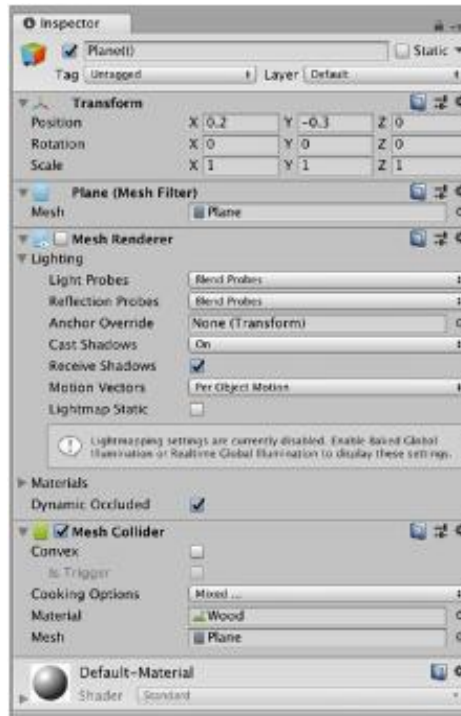 Inspector
Plane(I) Static
Tag Untagged Layer Default
Transform
Position X 0.2 Y -0.3 Z 0
Rotation X 0 Y 0 Z 0
Scale X 1 Y 1 Z 1
Plane (Mesh Filter)
Mesh Plane
Mesh Renderer
Lighting
Light Probes Blend Probes
Reflection Probes Blend Probes
Anchor Override None (Transform)
Cast Shadows On
Receive Shadows
Motion Vectors Per Object Motion
Lightmap Static
Lightmapping settings are currently disabled. Enable Baked Global
Illumination or Realtime Global Illumination to display these settings.
Materials
Dynamic Occluded
Mesh Collider
Convex
Is Trigger
Cooking Options Mixed ...
Material Wood
Mesh Plane
Default-Material
Shader Standard